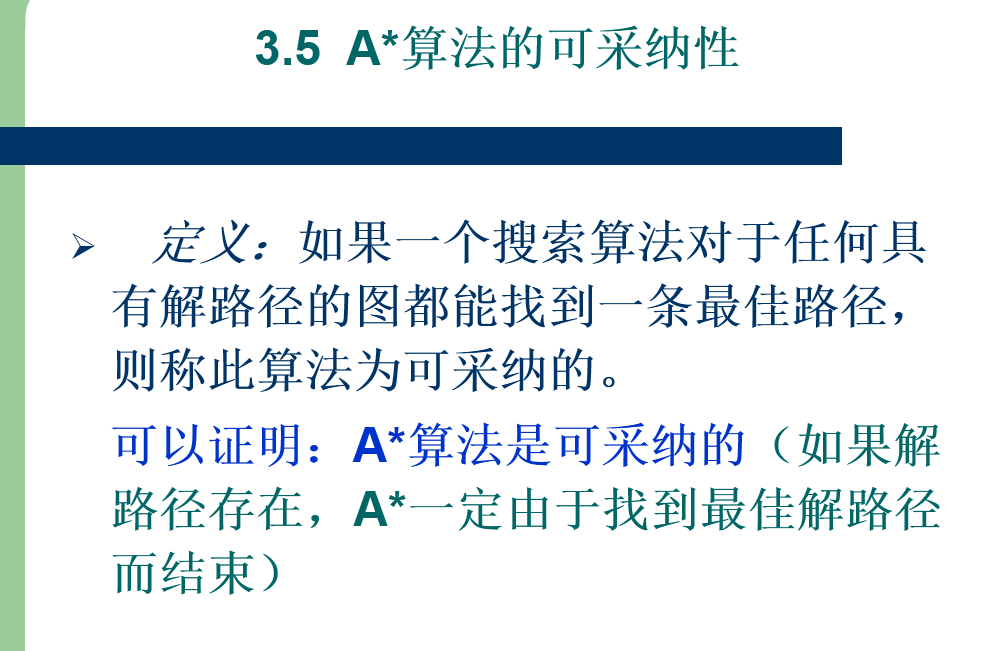 3.5 A*算法的可采纳性
定义：如果一个搜索算法对于任何具
有解路径的图都能找到一条最佳路径，
则称此算法为可采纳的。
可以证明：A*算法是可采纳的（如果解
路径存在，A*一定由于找到最佳解路径
而结束）